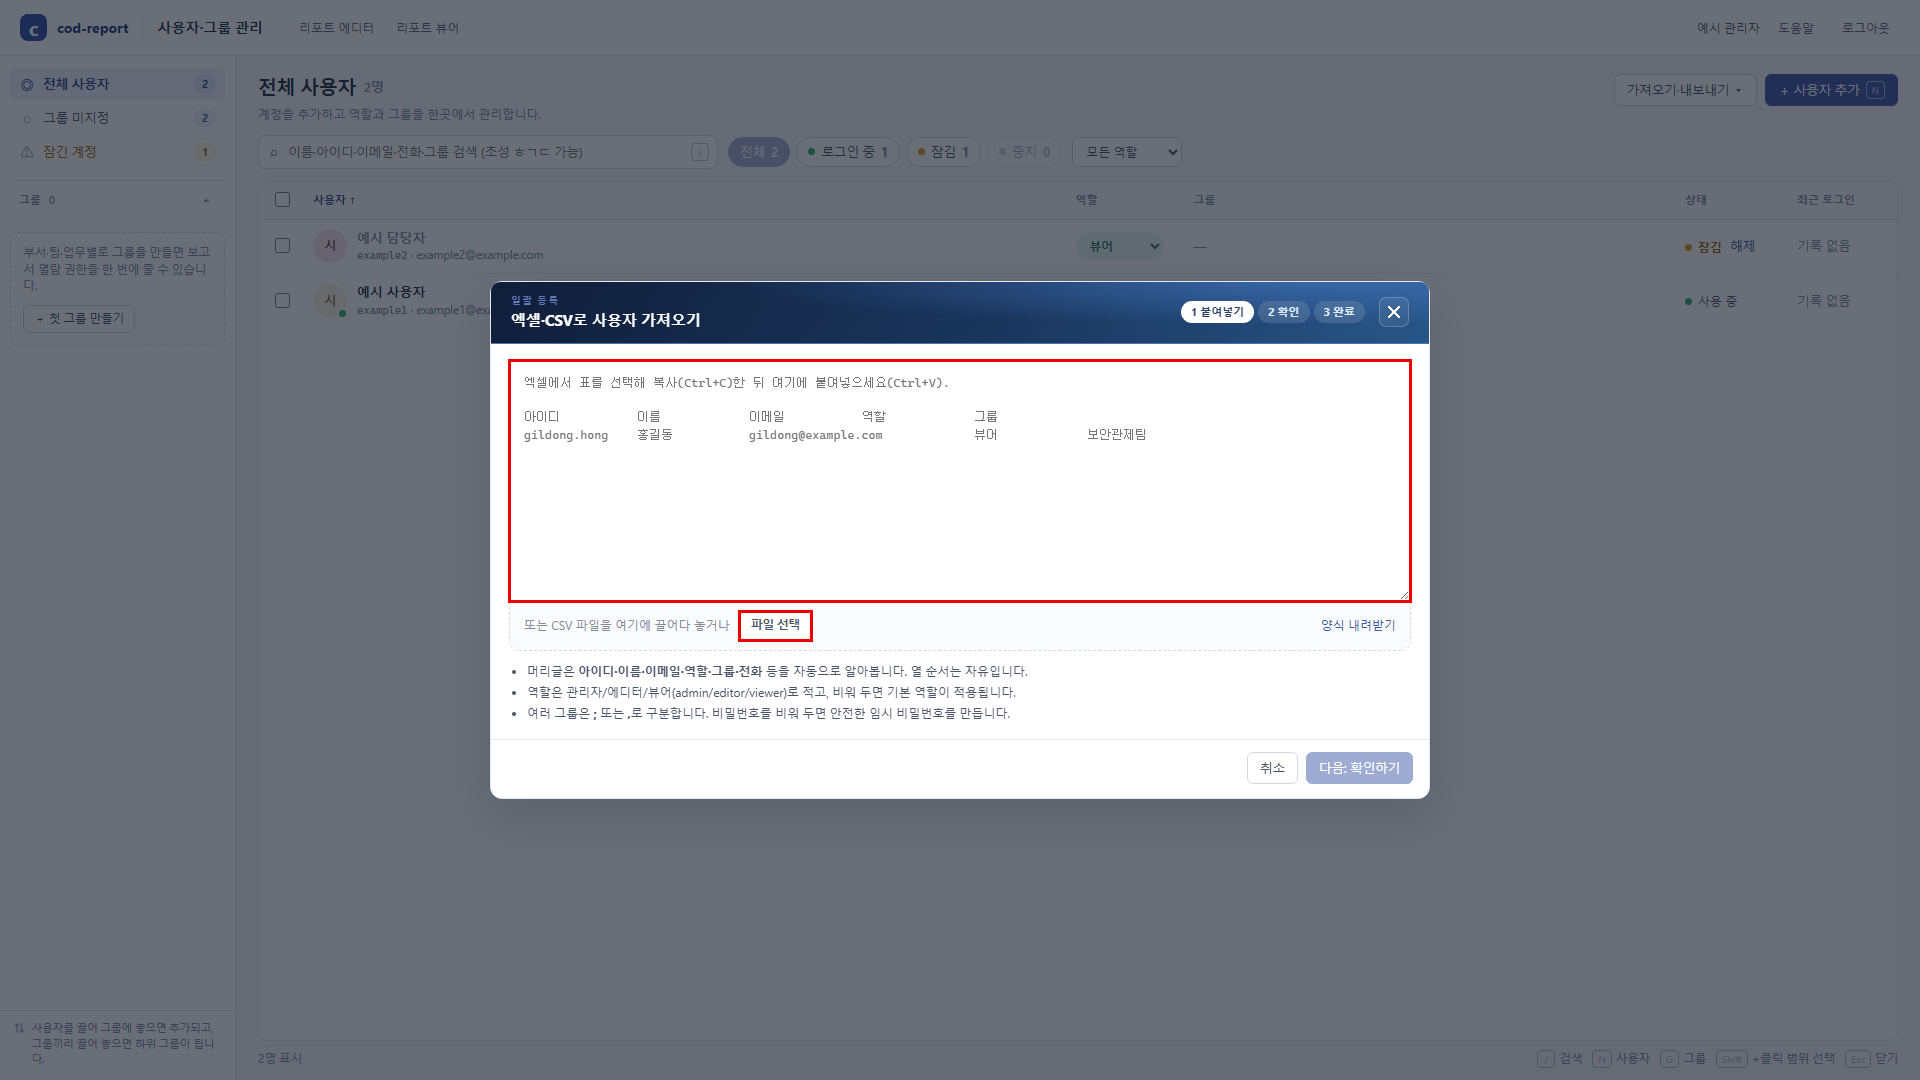 c cod-report 사용자·그룹 관리 리포트 에디터 리포트 뷰어 예시 관리자 도움말 로그아웃
전체 사용자 2
그룹 미지정 2
잠긴 계정 1
그룹 0 +
부서·팀·업무별로 그룹을 만들면 보고
서 열람 권한을 한 번에 줄 수 있습니
다.
+ 첫 그룹 만들기
사용자를 끌어 그룹에 놓으면 추가되고,
그룹끼리 끌어 놓으면 하위 그룹이 됩니
다.
전체 사용자 2명
계정을 추가하고 역할과 그룹을 한곳에서 관리합니다.
가져오기·내보내기 + 사용자 추가 N
이름·아이디·이메일·전화·그룹 검색 (초성 ㅎㄱㄷ 가능) / 전체 2 로그인 중 1 잠김 1 중지 0 모든 역할
사용자 ↑ 역할 그룹 상태 최근 로그인
시 예시 담당자 뷰어 — 잠김 해제 기록 없음
example2 · example2@example.com
시 예시 사용자 사용 중 기록 없음
example1 · example1@exa
일괄 등록
엑셀·CSV로 사용자 가져오기
1 붙여넣기 2 확인 3 완료
엑셀에서 표를 선택해 복사(Ctrl+C)한 뒤 여기에 붙여넣으세요(Ctrl+V).
아이디 이름 이메일 역할 그룹
gildong.hong 홍길동 gildong@example.com 뷰어 보안관제팀
또는 CSV 파일을 여기에 끌어다 놓거나 파일 선택 양식 내려받기
• 머리글은 아이디·이름·이메일·역할·그룹·전화 등을 자동으로 알아봅니다. 열 순서는 자유입니다.
• 역할은 관리자/에디터/뷰어(admin/editor/viewer)로 적고, 비워 두면 기본 역할이 적용됩니다.
• 여러 그룹은 ; 또는 ,로 구분합니다. 비밀번호를 비워 두면 안전한 임시 비밀번호를 만듭니다.
취소 다음: 확인하기
2명 표시
/ 검색 N 사용자 G 그룹 Shift +클릭 범위 선택 Esc 닫기